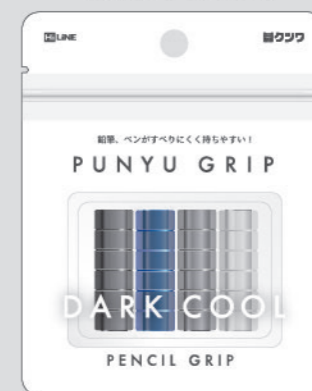 Hi LINE
クツワ
鉛筆、ペンがすべりにくく持ちやすい！
PUNYU GRIP
DARK COOL
PENCIL GRIP